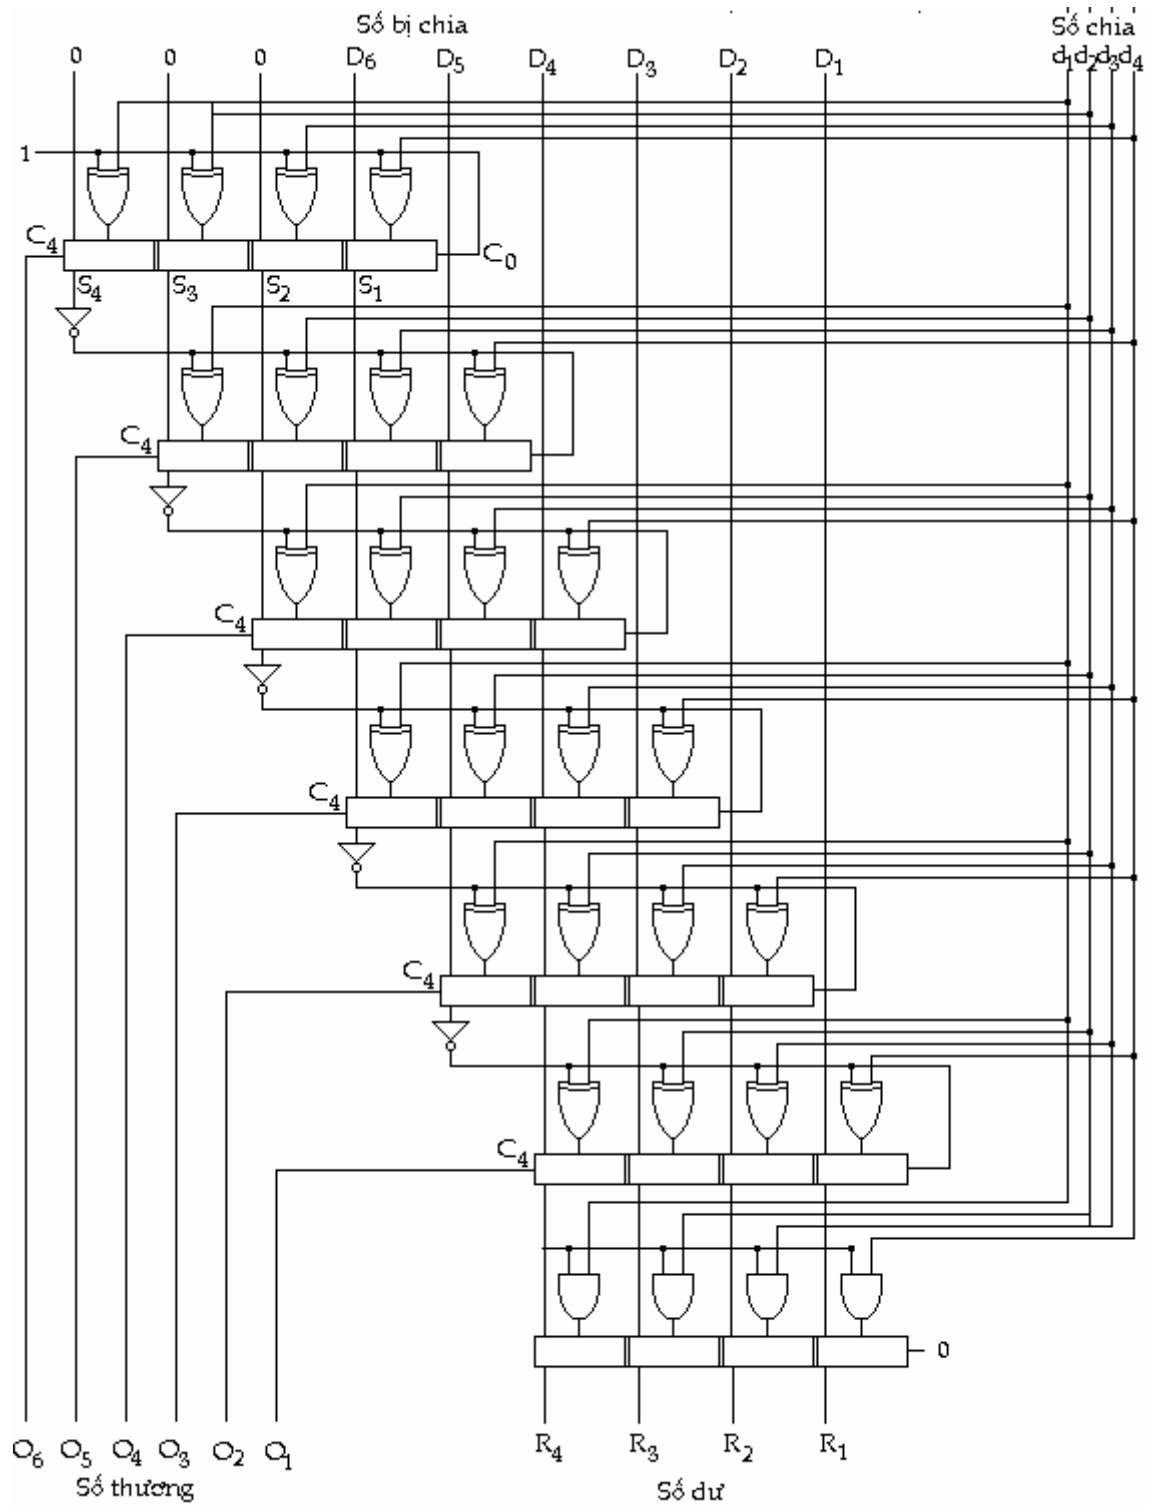 Số bị chia
Số chia
0 0 0 D6 D5 D4 D3 D2 D1 d1 d2 d3 d4
1
C4 C0
S4 S3 S2 S1
C4
C4
C4
C4
C4
0
O6 O5 O4 O3 O2 O1 R4 R3 R2 R1
Số thương Số dư